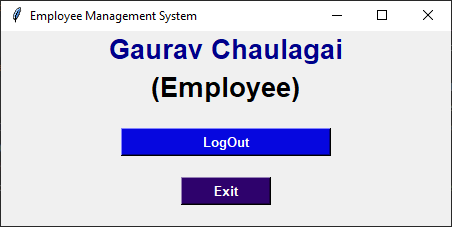 Employee Management System
Gaurav Chaulagai
(Employee)
LogOut
Exit